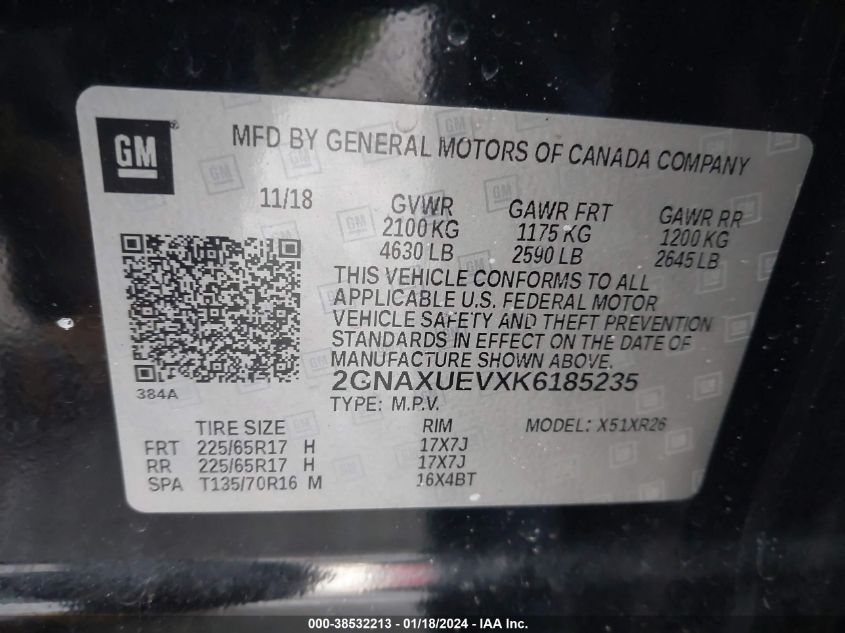 GM
MFD BY GENERAL MOTORS OF CANADA COMPANY
11/18 GVWR GAWR FRT GAWR RR
2100 KG 1175 KG 1200 KG
4630 LB 2590 LB 2645 LB
THIS VEHICLE CONFORMS TO ALL
APPLICABLE U.S. FEDERAL MOTOR
VEHICLE SAFETY AND THEFT PREVENTION
STANDARDS IN EFFECT ON THE DATE OF
MANUFACTURE SHOWN ABOVE.
384A 2GNAXUEVXK6185235
TYPE: M.P.V. MODEL: X51XR26
TIRE SIZE RIM
FRT 225/65R17 H 17X7J
RR 225/65R17 H 17X7J
SPA T135/70R16 M 16X4BT
000-38532213 - 01/18/2024 - IAA Inc.